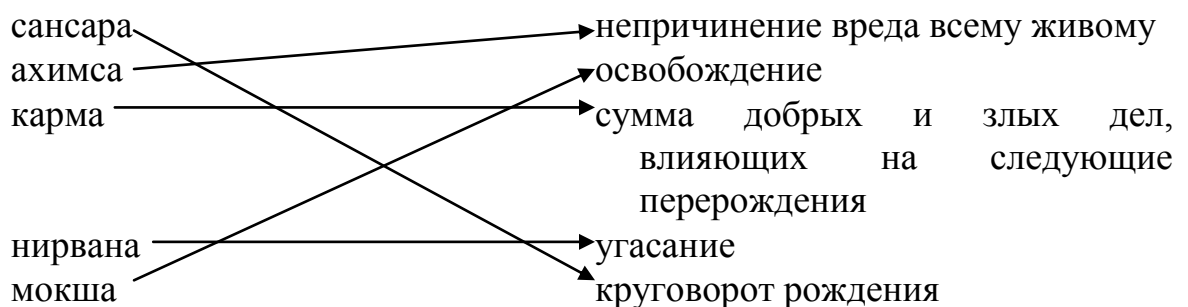 сансара непричинение вреда всему живому
ахимса освобождение
карма сумма добрых и злых дел,
влияющих на следующие
перерождения
нирвана угасание
мокша круговорот рождения